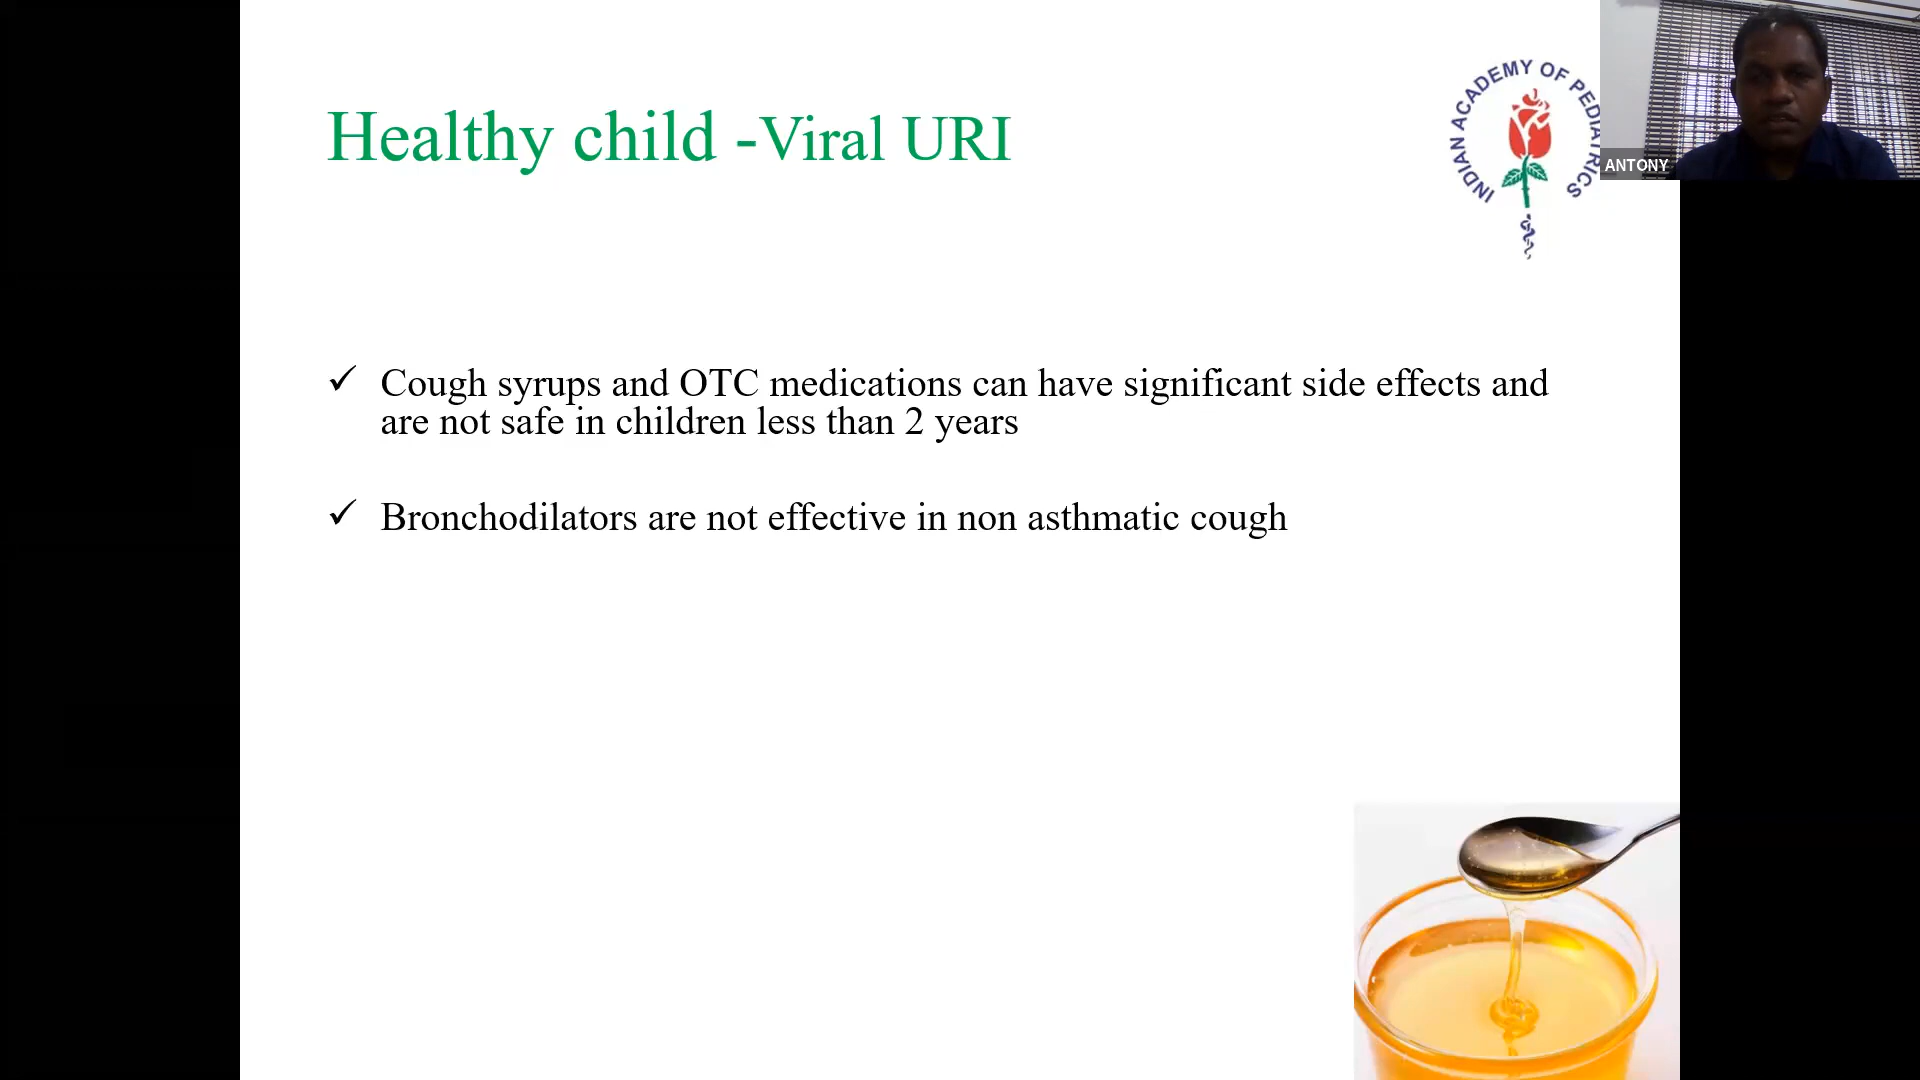 Healthy child -Viral URI
INDIAN ACADEMY OF PEDIATRICS
ANTONY
✓ Cough syrups and OTC medications can have significant side effects and
are not safe in children less than 2 years
✓ Bronchodilators are not effective in non asthmatic cough